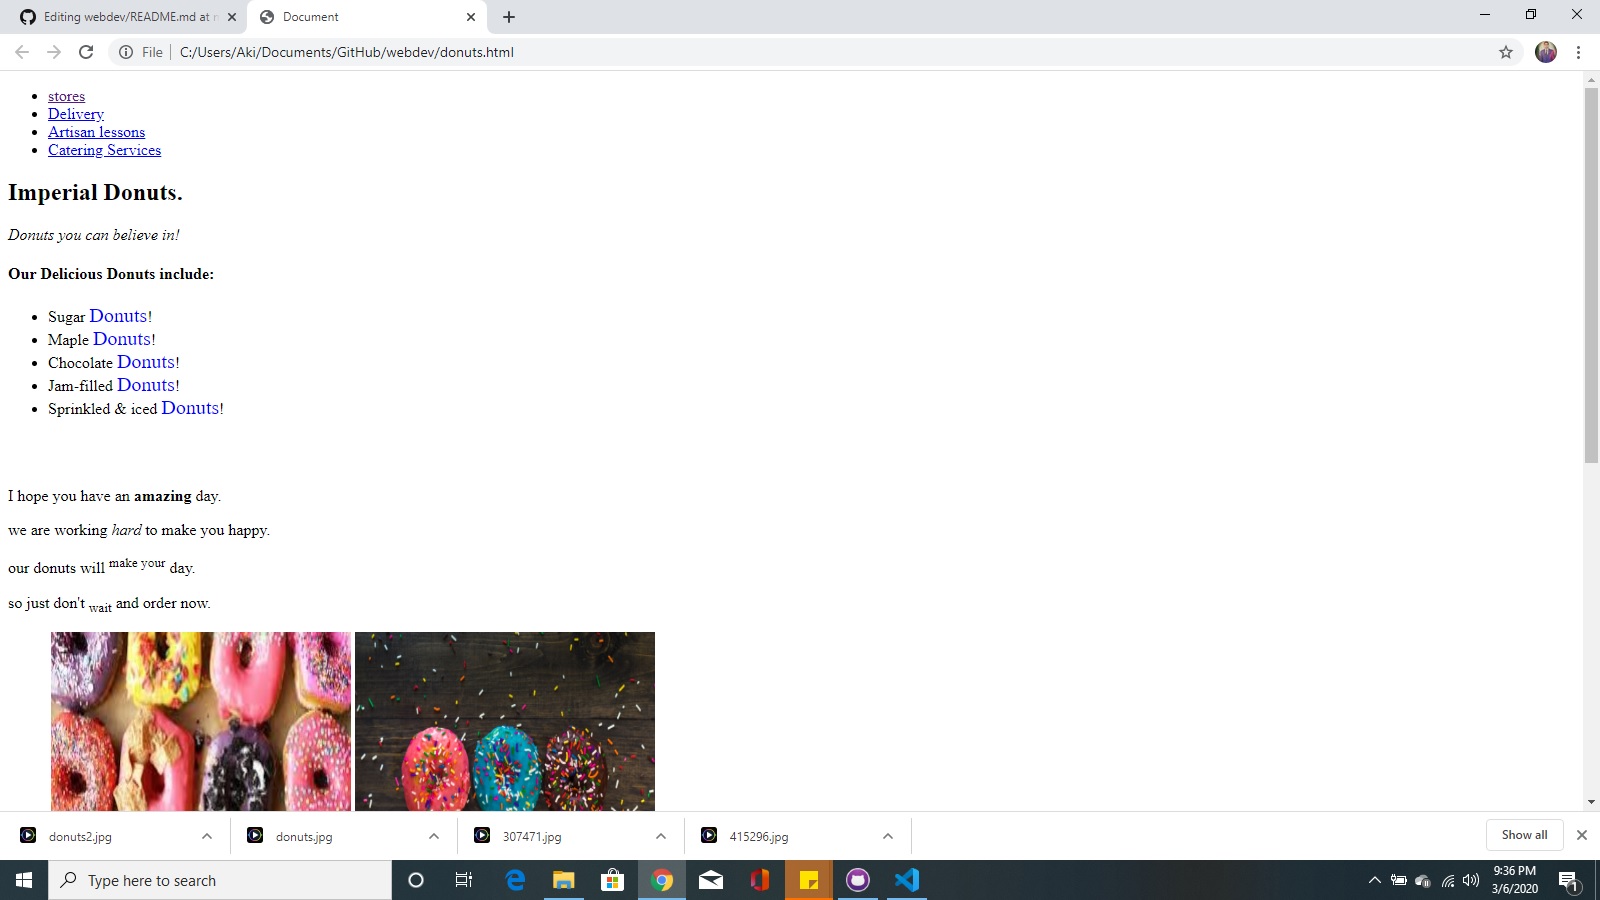 Editing webdev/README.md at
Document
File
C:/Users/Aki/Documents/GitHub/webdev/donuts.html
stores
Delivery
Artisan lessons
Catering Services
Imperial Donuts.
Donuts you can believe in!
Our Delicious Donuts include:
Sugar Donuts!
Maple Donuts!
Chocolate Donuts!
Jam-filled Donuts!
Sprinkled & iced Donuts!
I hope you have an amazing day.
we are working hard to make you happy.
our donuts will make your day.
so just don't wait and order now.
donuts2.jpg
donuts.jpg
307471.jpg
415296.jpg
Show all
Type here to search
9:36 PM
3/6/2020
1